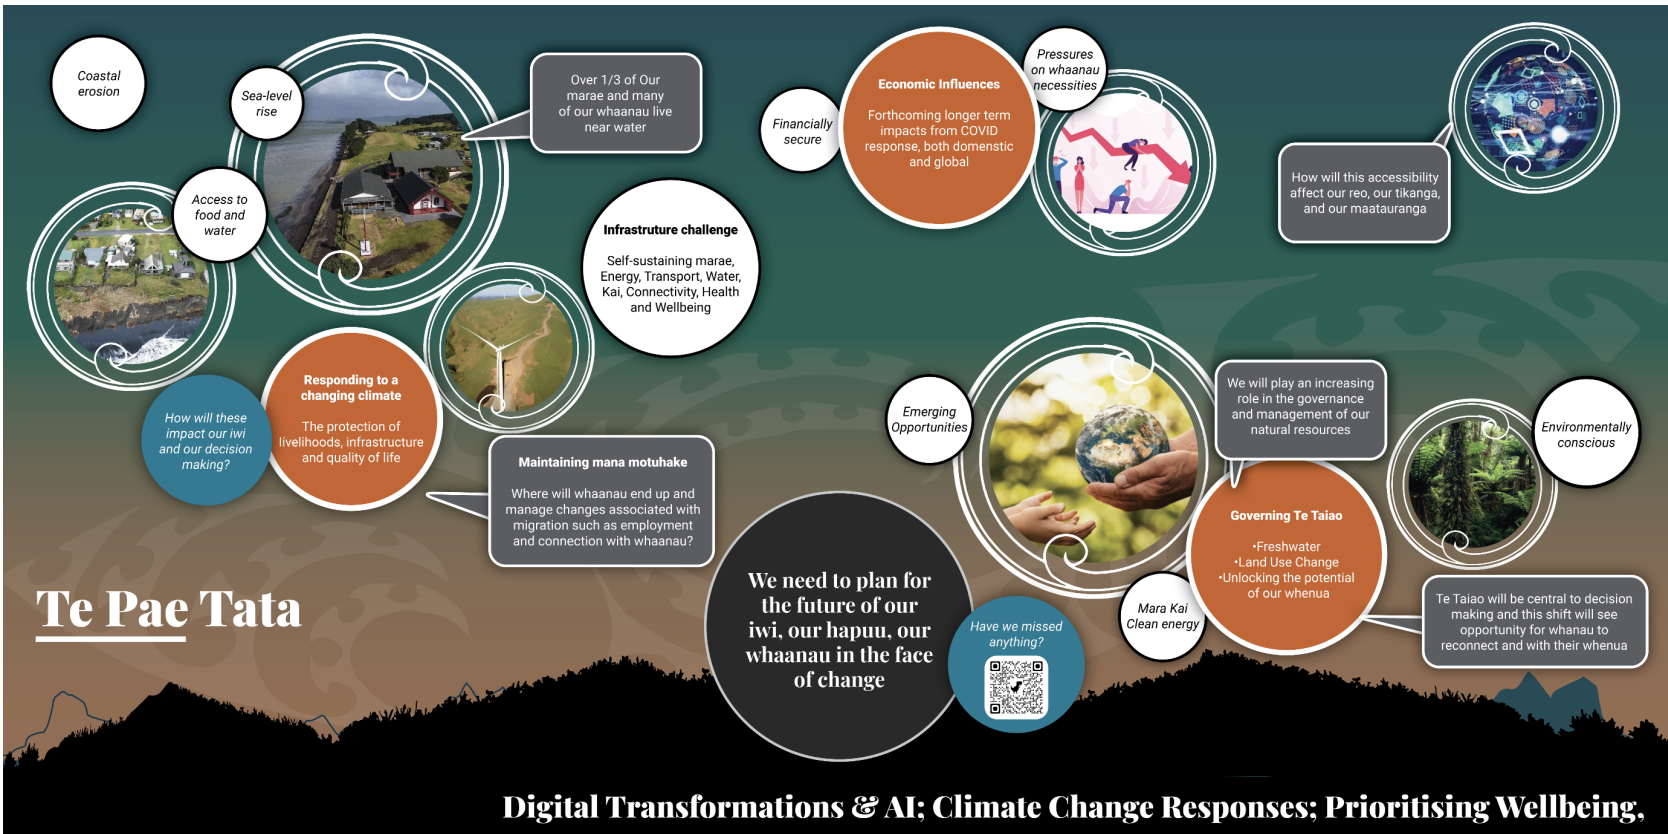 Coastal
erosion
Sea-level
rise
Access to
food and
water
Over 1/3 of Our
marae and many
of our whaanau live
near water
Infrastruture challenge
Self-sustaining marae,
Energy, Transport, Water,
Kai, Connectivity, Health
and Wellbeing
How will these
impact our iwi
and our decision
making?
Responding to a
changing climate
The protection of
livelihoods, infrastructure
and quality of life
Maintaining mana motuhake
Where will whaanau end up and
manage changes associated with
migration such as employment
and connection with whaanau?
Financially
secure
Economic Influences
Forthcoming longer term
impacts from COVID
response, both domenstic
and global
Pressures
on whaanau
necessities
How will this accessibility
affect our reo, our tikanga,
and our maatauranga
Emerging
Opportunities
We will play an increasing
role in the governance
and management of our
natural resources
Environmentally
conscious
Governing Te Taiao
•Freshwater
•Land Use Change
•Unlocking the potential
of our whenua
Mara Kai
Clean energy
Te Taiao will be central to decision
making and this shift will see
opportunity for whanau to
reconnect and with their whenua
Te Pae Tata
We need to plan for
the future of our
iwi, our hapuu, our
whaanau in the face
of change
Have we missed
anything?
Digital Transformations & AI; Climate Change Responses; Prioritising Wellbeing,